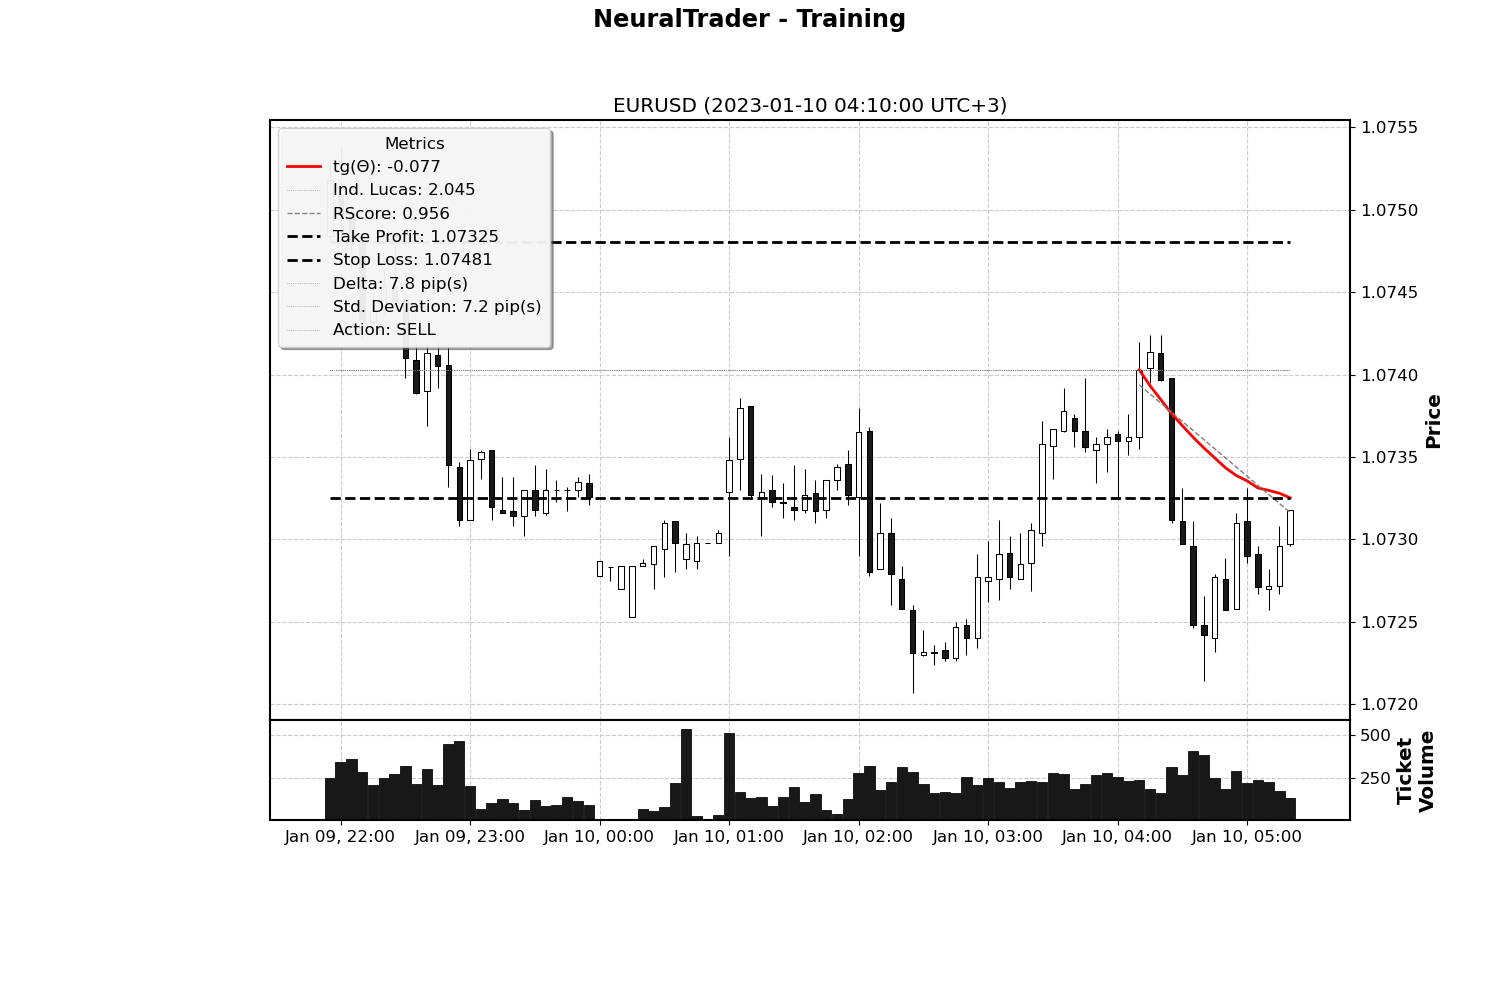 NeuralTrader - Training
EURUSD (2023-01-10 04:10:00 UTC+3)
Metrics
tg(Θ): -0.077
Ind. Lucas: 2.045
RScore: 0.956
Take Profit: 1.07325
Stop Loss: 1.07481
Delta: 7.8 pip(s)
Std. Deviation: 7.2 pip(s)
Action: SELL
1.0755
1.0750
1.0745
1.0740
1.0735
1.0730
1.0725
1.0720
Price
500
250
Ticket
Volume
Jan 09, 22:00
Jan 09, 23:00
Jan 10, 00:00
Jan 10, 01:00
Jan 10, 02:00
Jan 10, 03:00
Jan 10, 04:00
Jan 10, 05:00